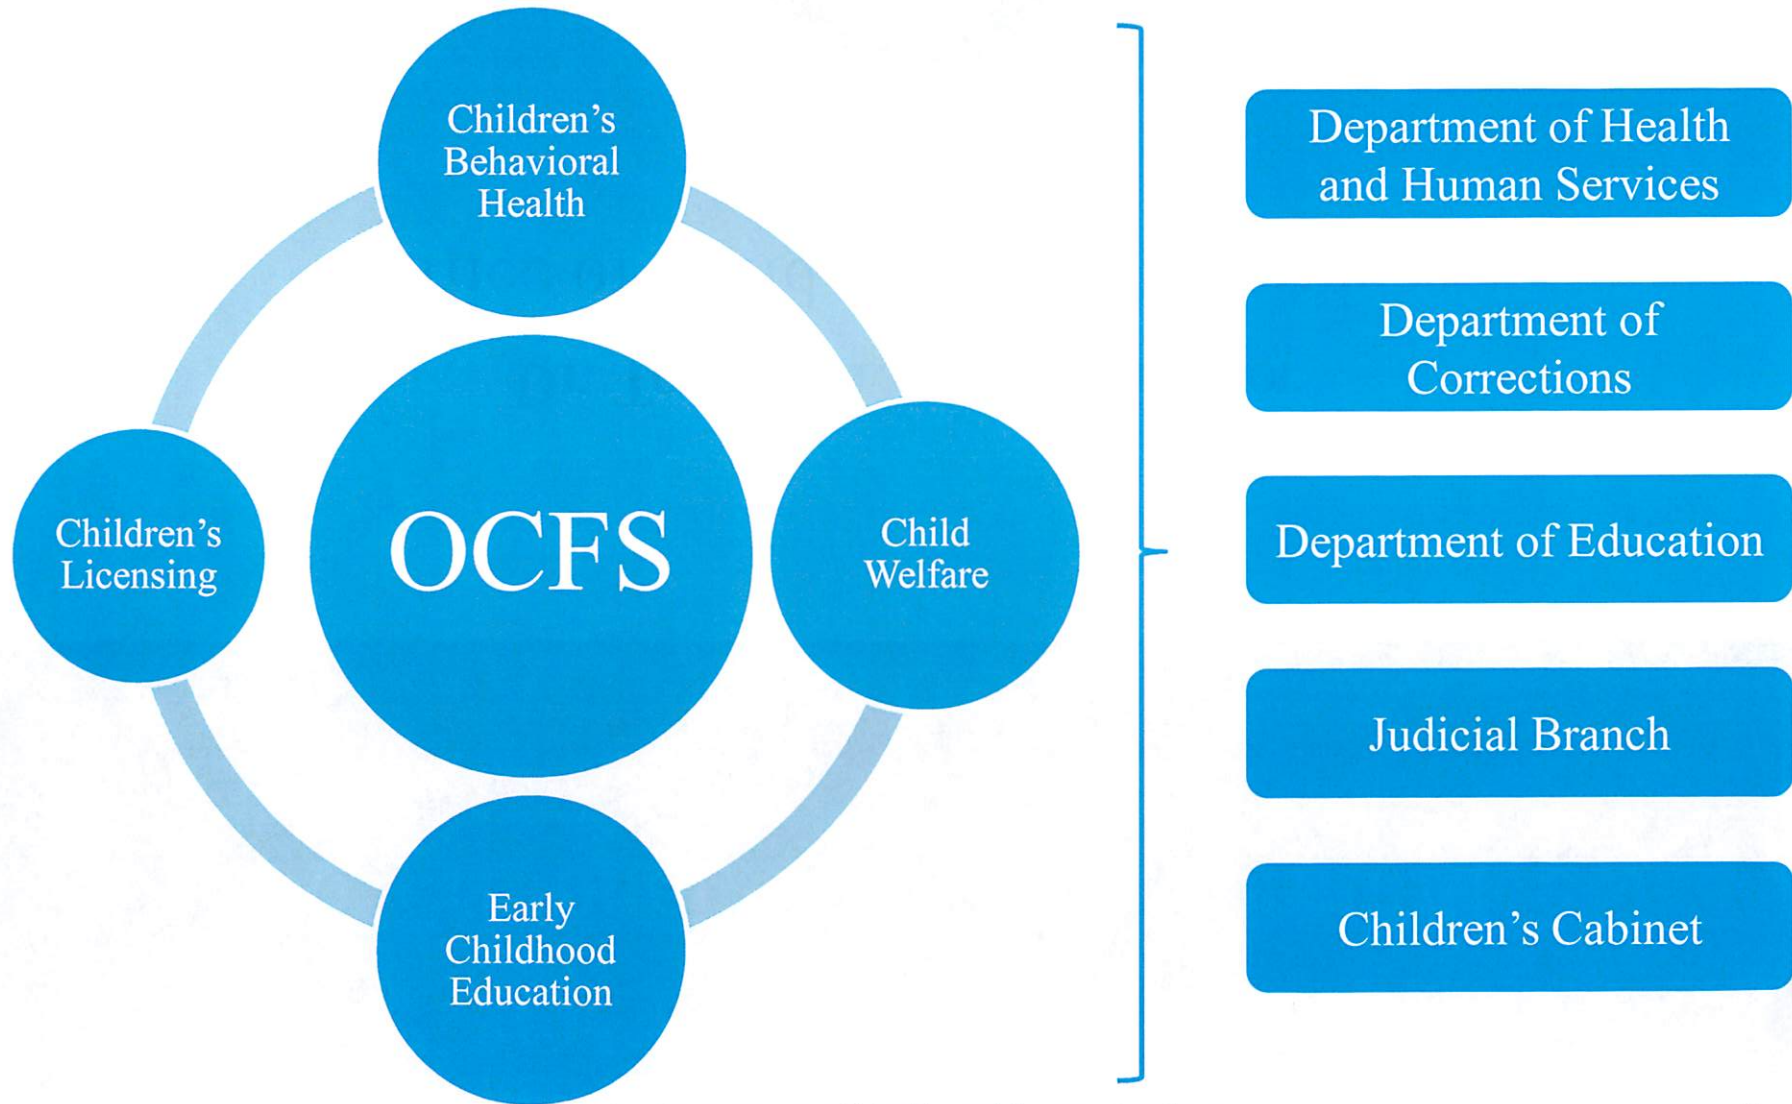 Children's
Behavioral
Health
OCFS
Children's
Licensing
Child
Welfare
Early
Childhood
Education
Department of Health
and Human Services
Department of
Corrections
Department of Education
Judicial Branch
Children's Cabinet